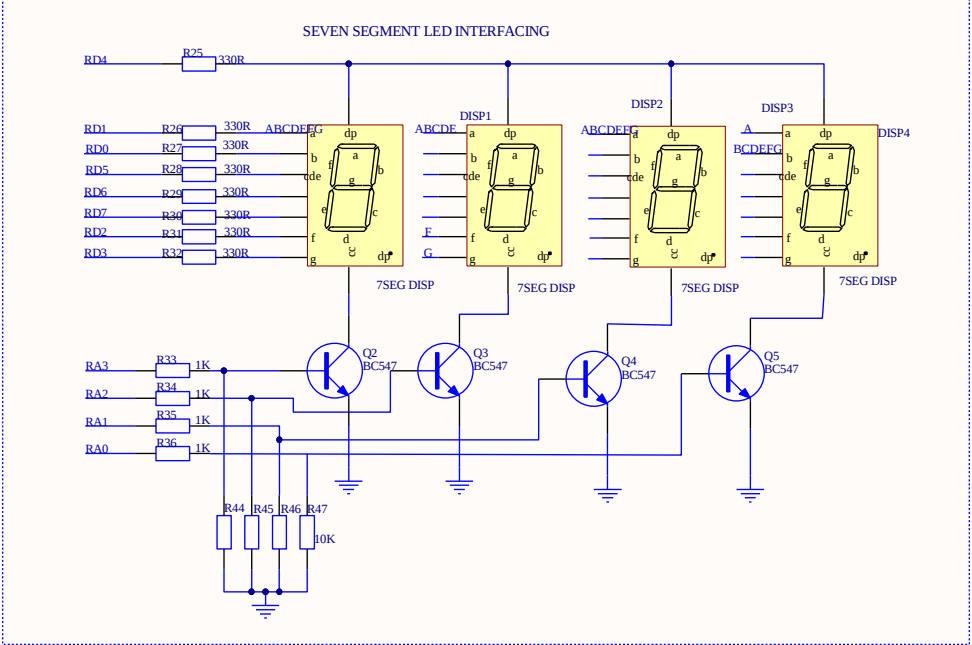 SEVEN SEGMENT LED INTERFACING
R25
RD4 330R
DISP2
DISP3
DISP1
RD1 R26 330R ABCDEFG a dp ABCDE a dp ABCDEFG a dp A a dp DISP4
RD0 R27 330R b a b b a b b a b BCDEFG b a b
RD5 R28 330R cde f g cde f g cde f g cde f g
RD6 R29 330R
RD7 R30 330R e c e c e c e c
RD2 R31 330R f d F f d f d f d
RD3 R32 330R g cc dp G g cc dp g cc dp g cc dp
7SEG DISP 7SEG DISP 7SEG DISP 7SEG DISP
Q2 Q3 Q4 Q5
BC547 BC547 BC547 BC547
RA3 R33 1K
RA2 R34 1K
RA1 R35 1K
RA0 R36 1K
R44 R45 R46 R47
10K